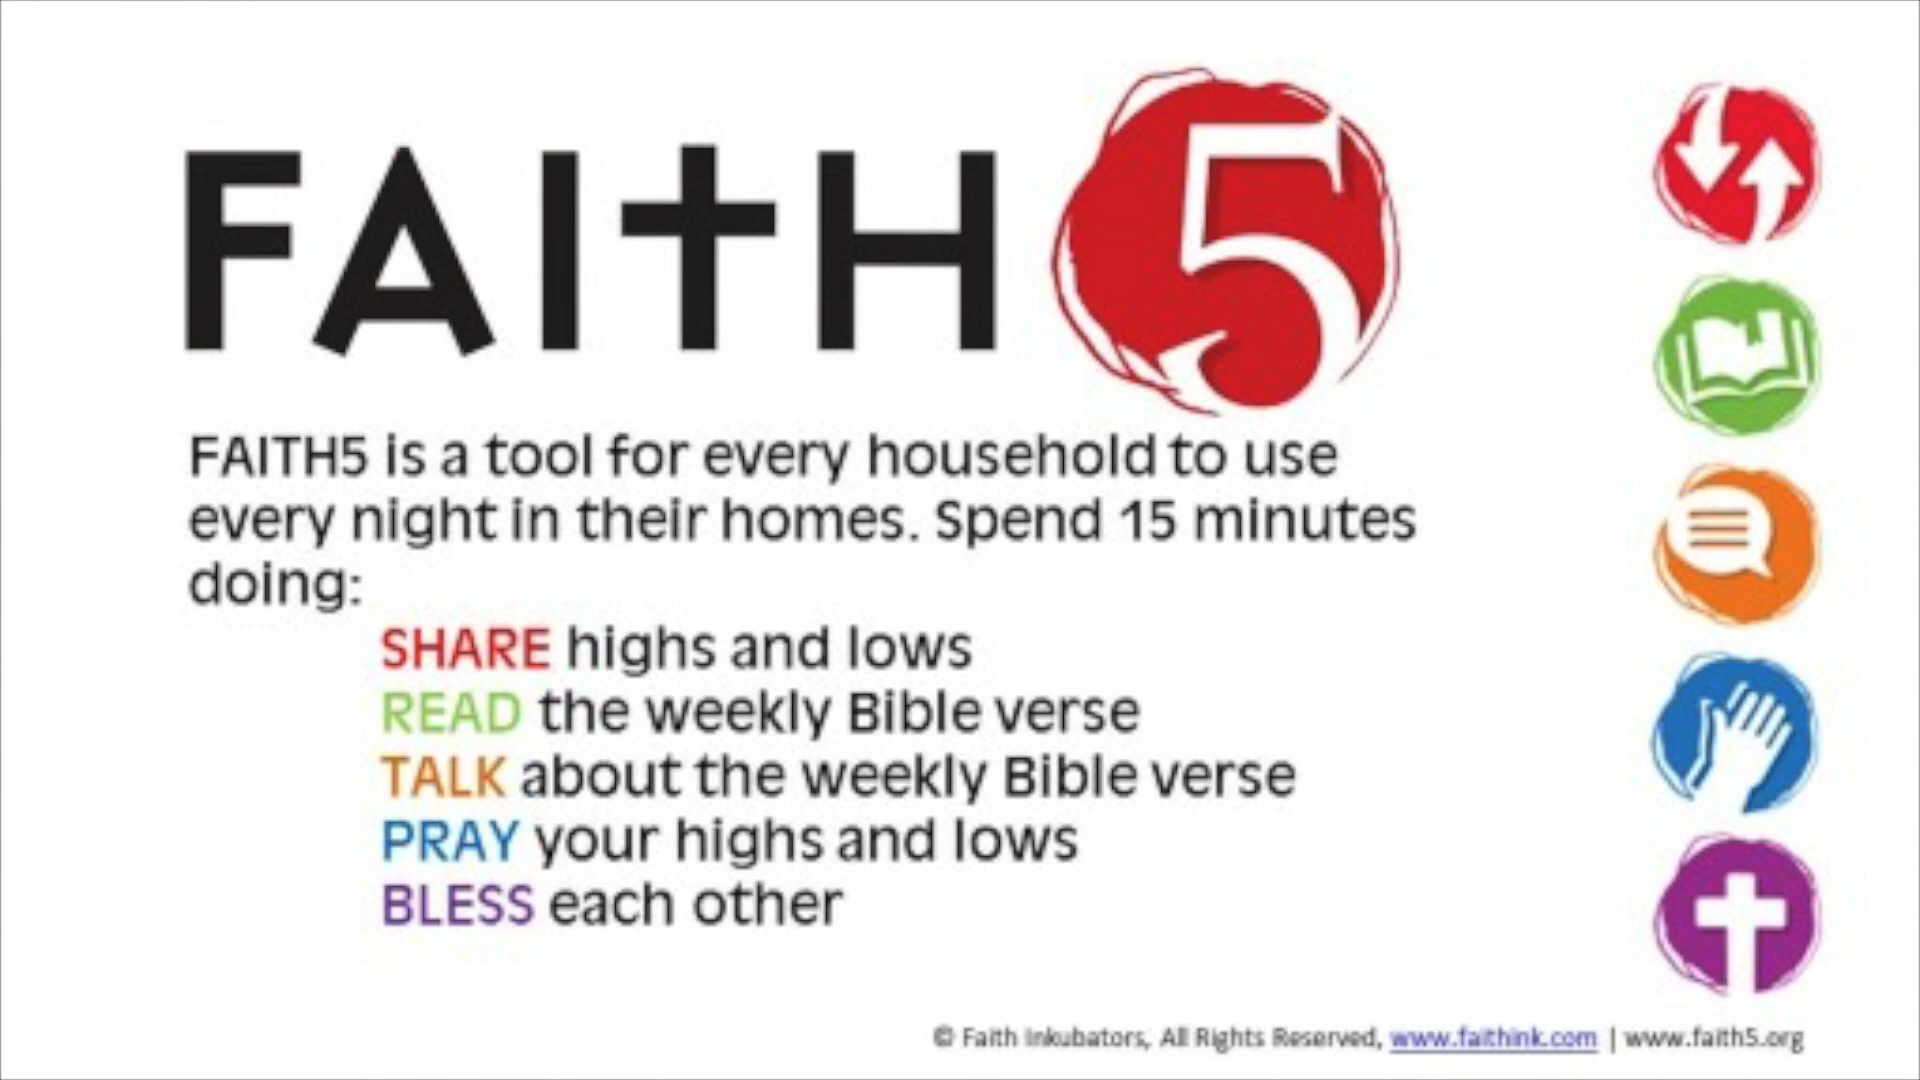 FAITH 5
FAITH5 is a tool for every household to use
every night in their homes. Spend 15 minutes
doing:
SHARE highs and lows
READ the weekly Bible verse
TALK about the weekly Bible verse
PRAY your highs and lows
BLESS each other
© Faith Inkubators, All Rights Reserved, www.faithink.com | www.faith5.org